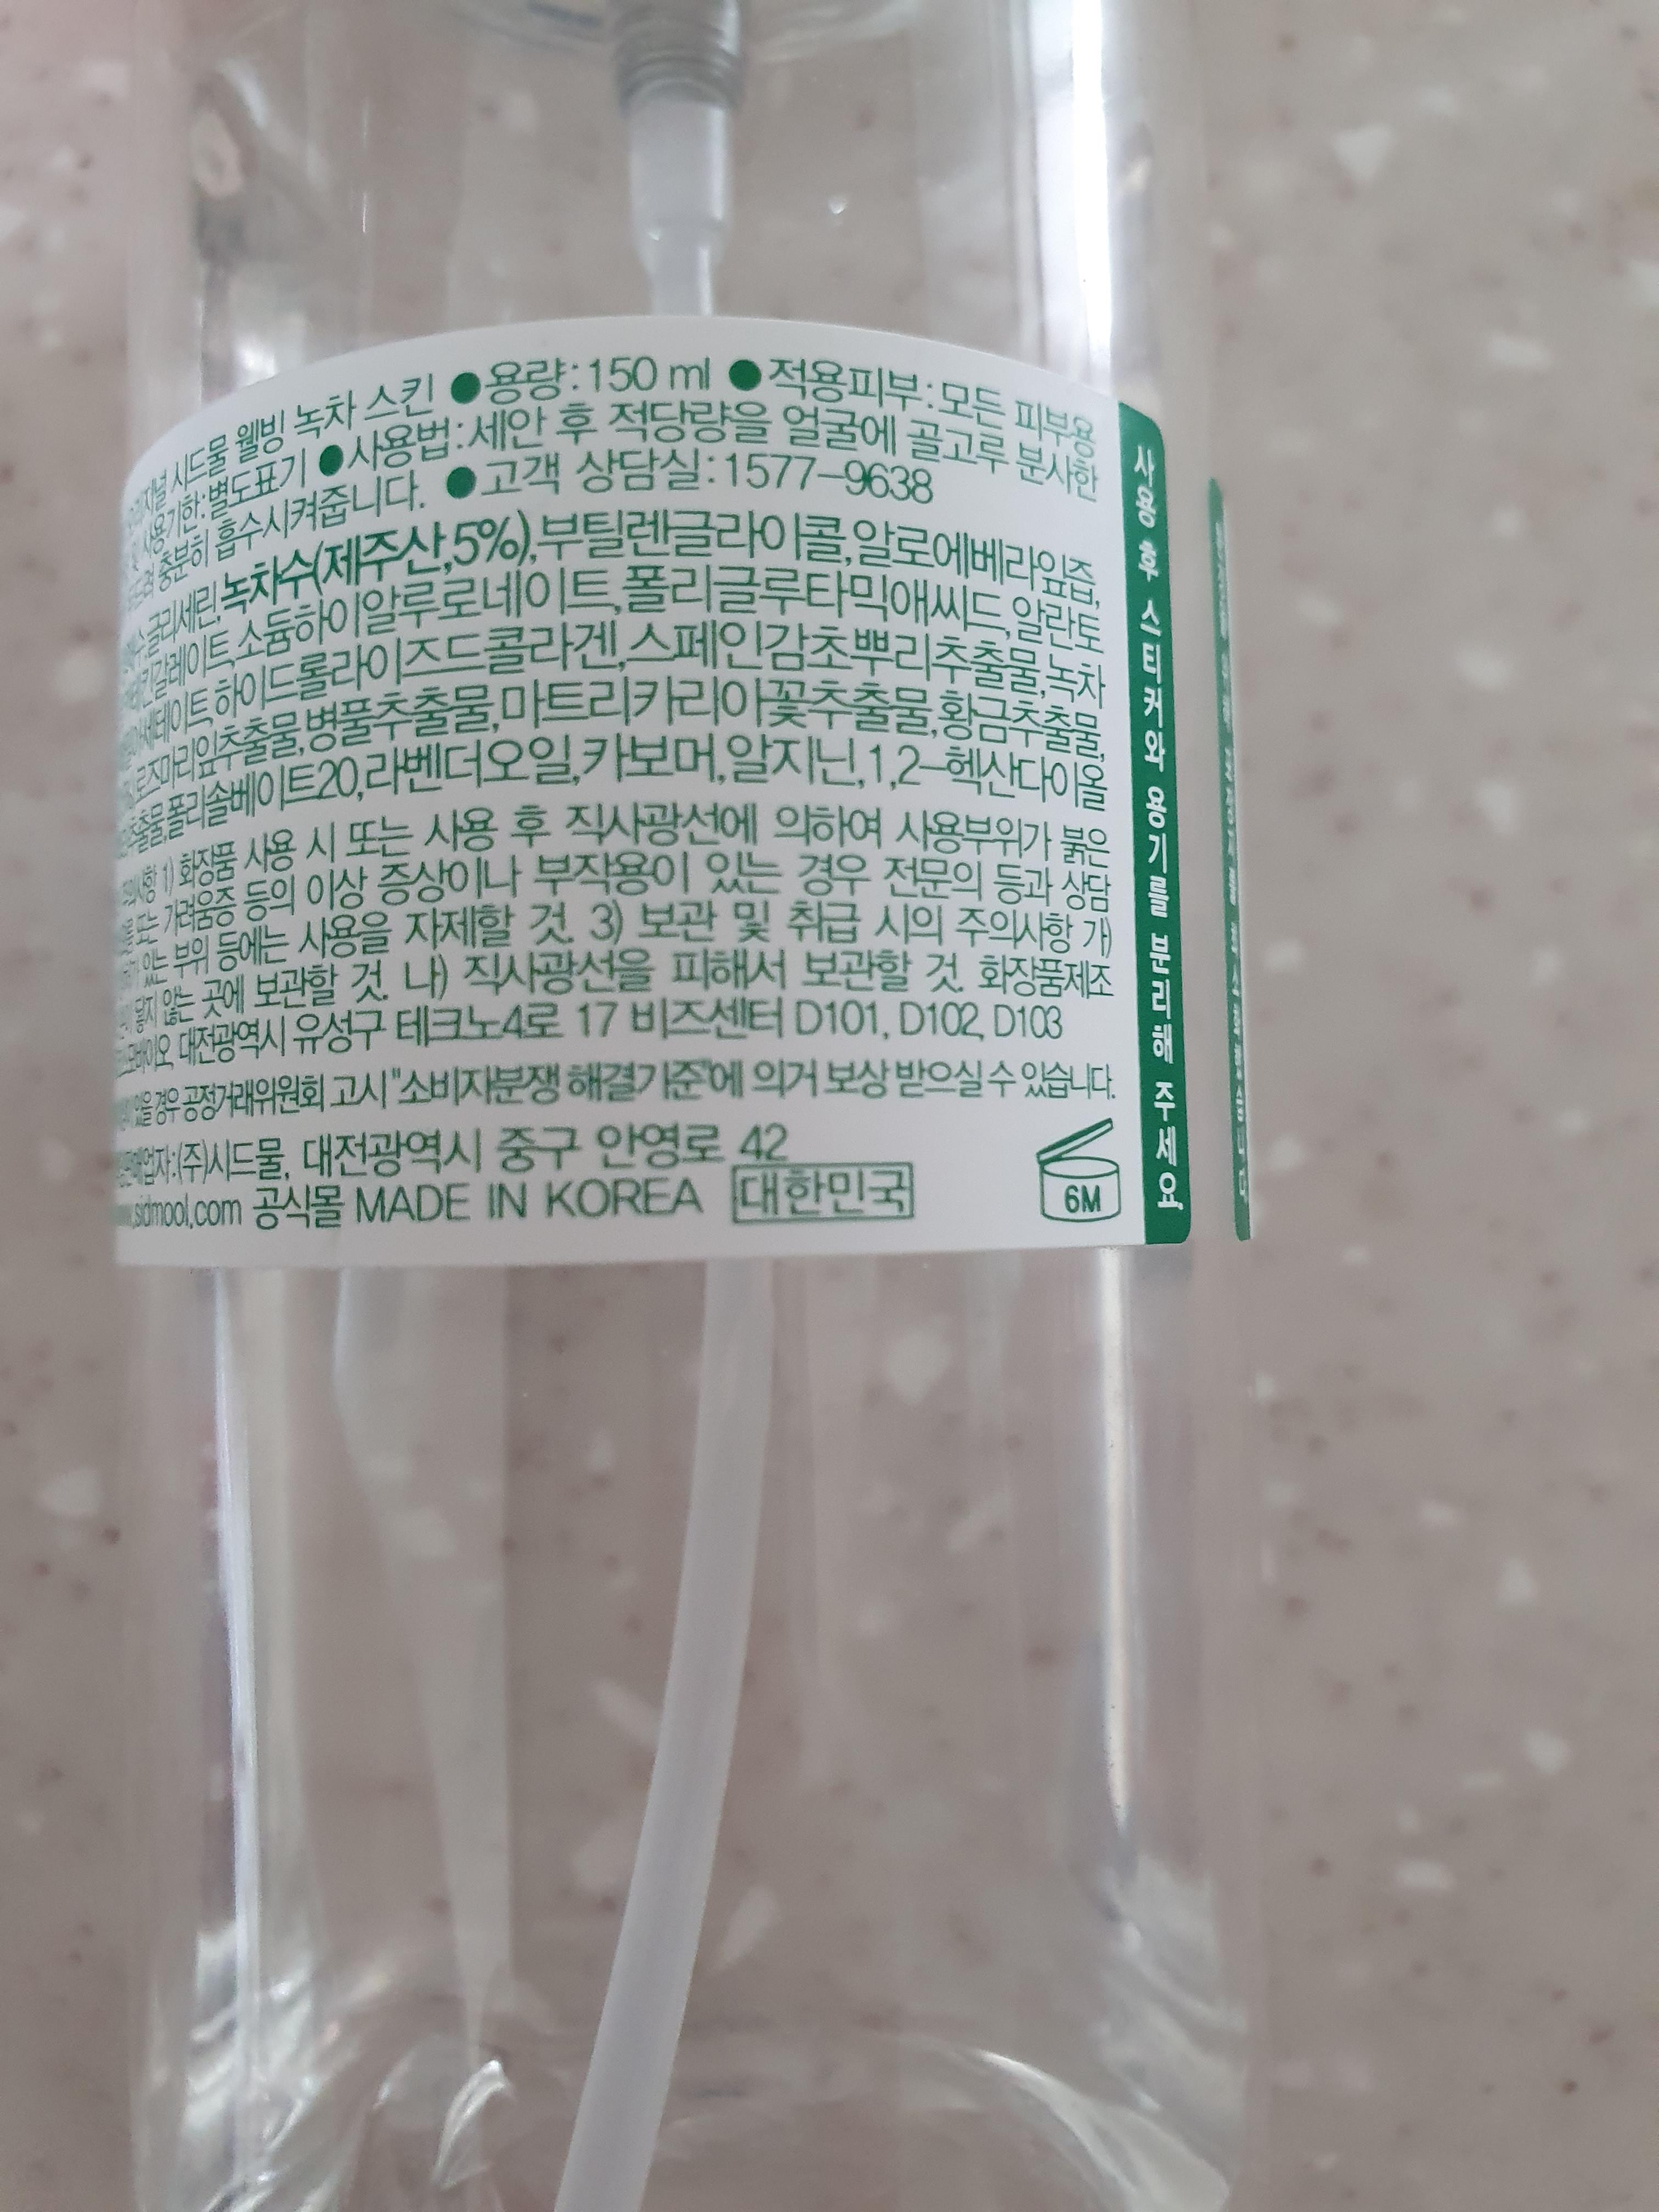 시드물 웰빙 녹차 스킨 ●용량:150 ml ●적용피부:모든 피부용
사용기한:별도표기 ●사용법:세안 후 적당량을 얼굴에 골고루 분사한
충분히 흡수시켜줍니다. ●고객 상담실:1577-9638
글리세린,녹차수(제주산,5%),부틸렌글라이콜,알로에베라잎즙,
갈레이트,소듐하이알루로네이트,폴리글루타믹애씨드,알란토
아세테이트,하이드롤라이즈드콜라겐,스페인감초뿌리추출물,녹차
로즈마리잎추출물,병풀추출물,마트리카리아꽃추출물,황금추출물,
추출물,폴리솔베이트20,라벤더오일,카보머,알지닌,1,2-헥산다이올
1) 화장품 사용 시 또는 사용 후 직사광선에 의하여 사용부위가 붉은
또는 가려움증 등의 이상 증상이나 부작용이 있는 경우 전문의 등과 상담
있는 부위 등에는 사용을 자제할 것. 3) 보관 및 취급 시의 주의사항 가)
닿지 않는 곳에 보관할 것. 나) 직사광선을 피해서 보관할 것. 화장품제조
대전광역시 유성구 테크노4로 17 비즈센터 D101, D102, D103
있을 경우 공정거래위원회 고시 "소비자분쟁 해결기준"에 의거 보상 받으실 수 있습니다.
(주)시드물, 대전광역시 중구 안영로 42
.sidmool.com 공식몰 MADE IN KOREA 대한민국
6M
사용 후 스티커와 용기를 분리해 주세요.